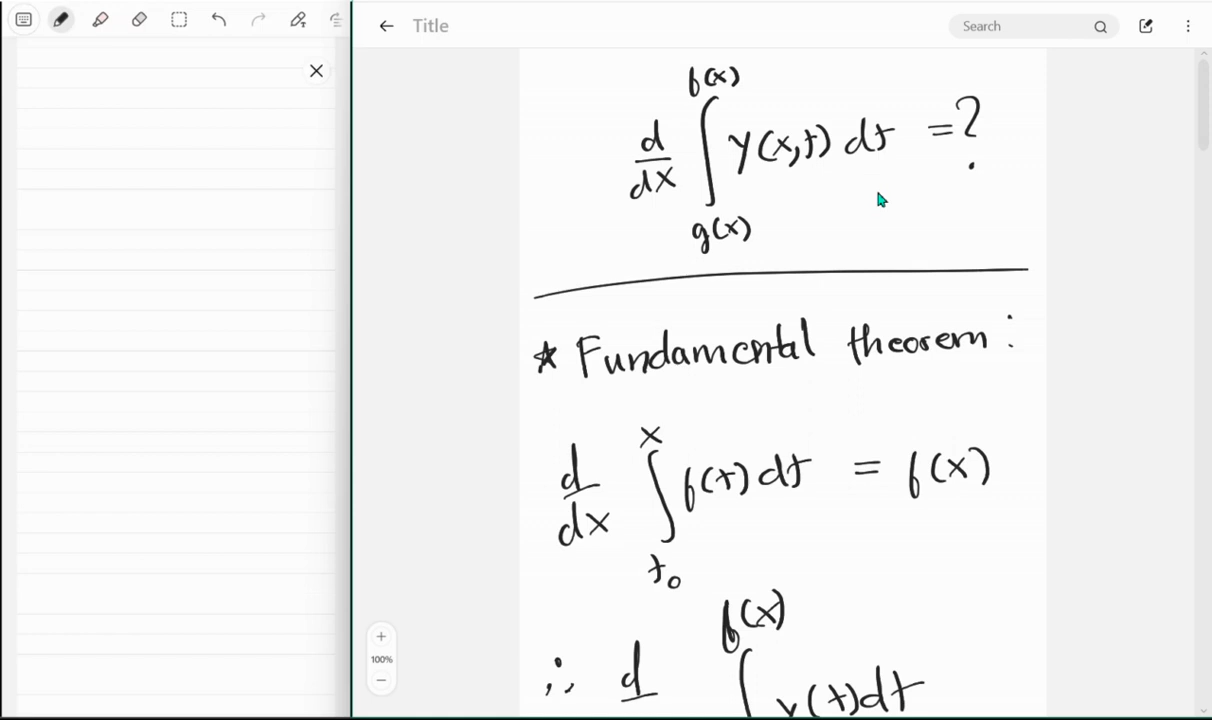 Title
Search
d/dx ∫_{g(x)}^{f(x)} y(x,t) dt = ?
* Fundamental theorem:
d/dx ∫_{t₀}^{x} f(t) dt = f(x)
∴ d ∫^{f(x)} y(t) dt
100%